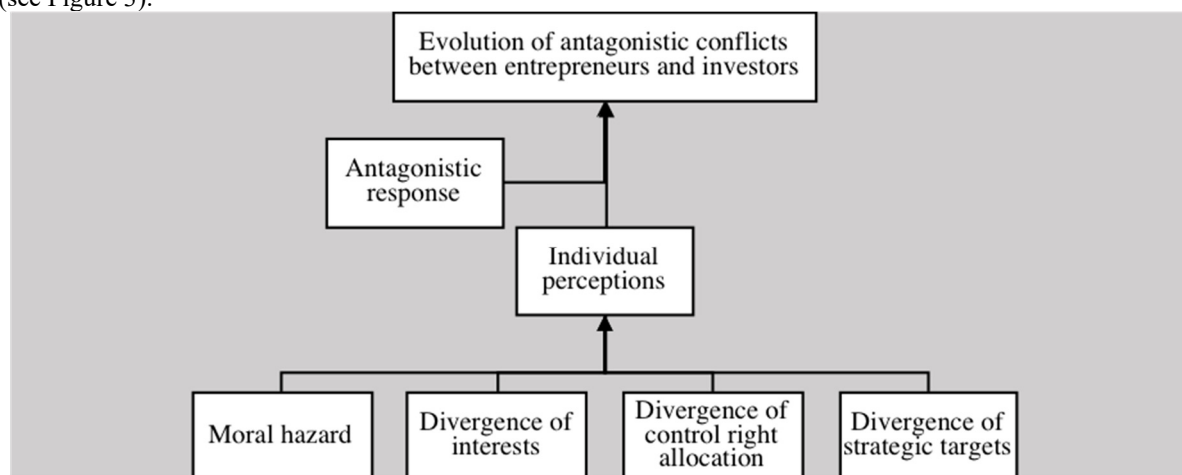 (see Figure 3).
Evolution of antagonistic conflicts
between entrepreneurs and investors
Antagonistic
response
Individual
perceptions
Moral hazard
Divergence of
interests
Divergence of
control right
allocation
Divergence of
strategic targets